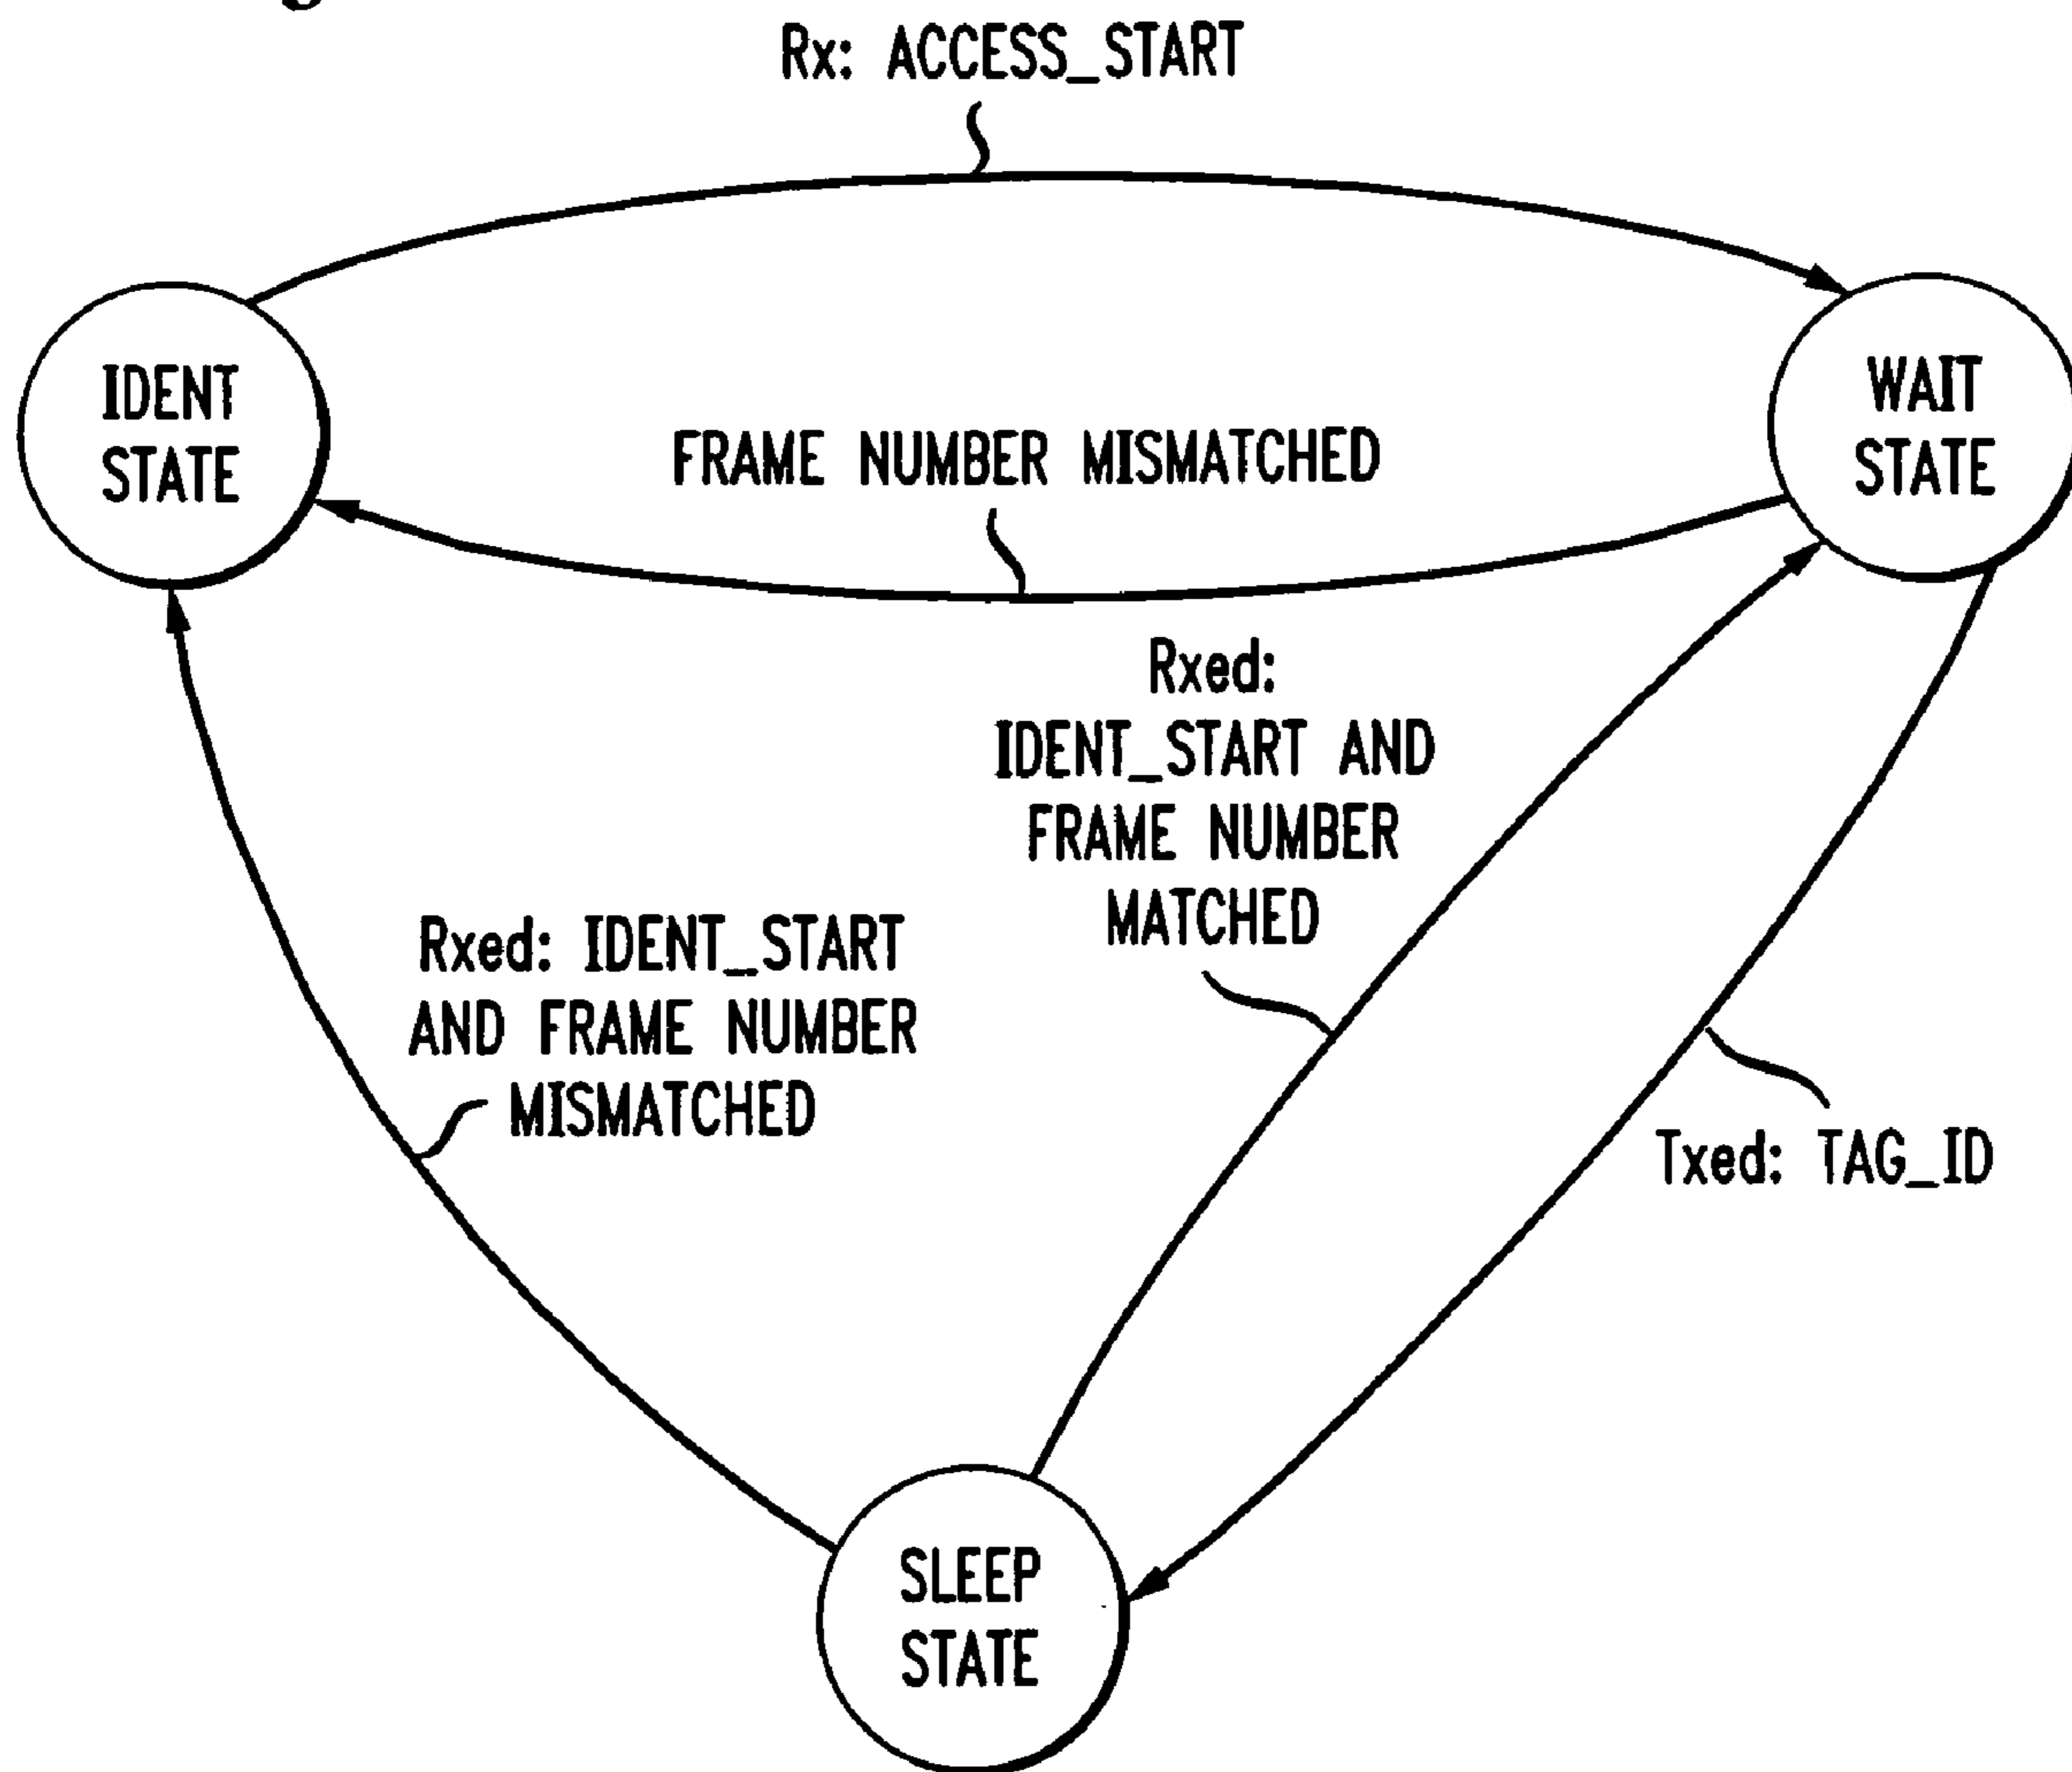 Rx: ACCESS_START
IDENT
STATE
WAIT
STATE
FRAME NUMBER MISMATCHED
Rxed:
IDENT_START AND
FRAME NUMBER
MATCHED
Rxed: IDENT_START
AND FRAME NUMBER
MISMATCHED
Txed: TAG_ID
SLEEP
STATE